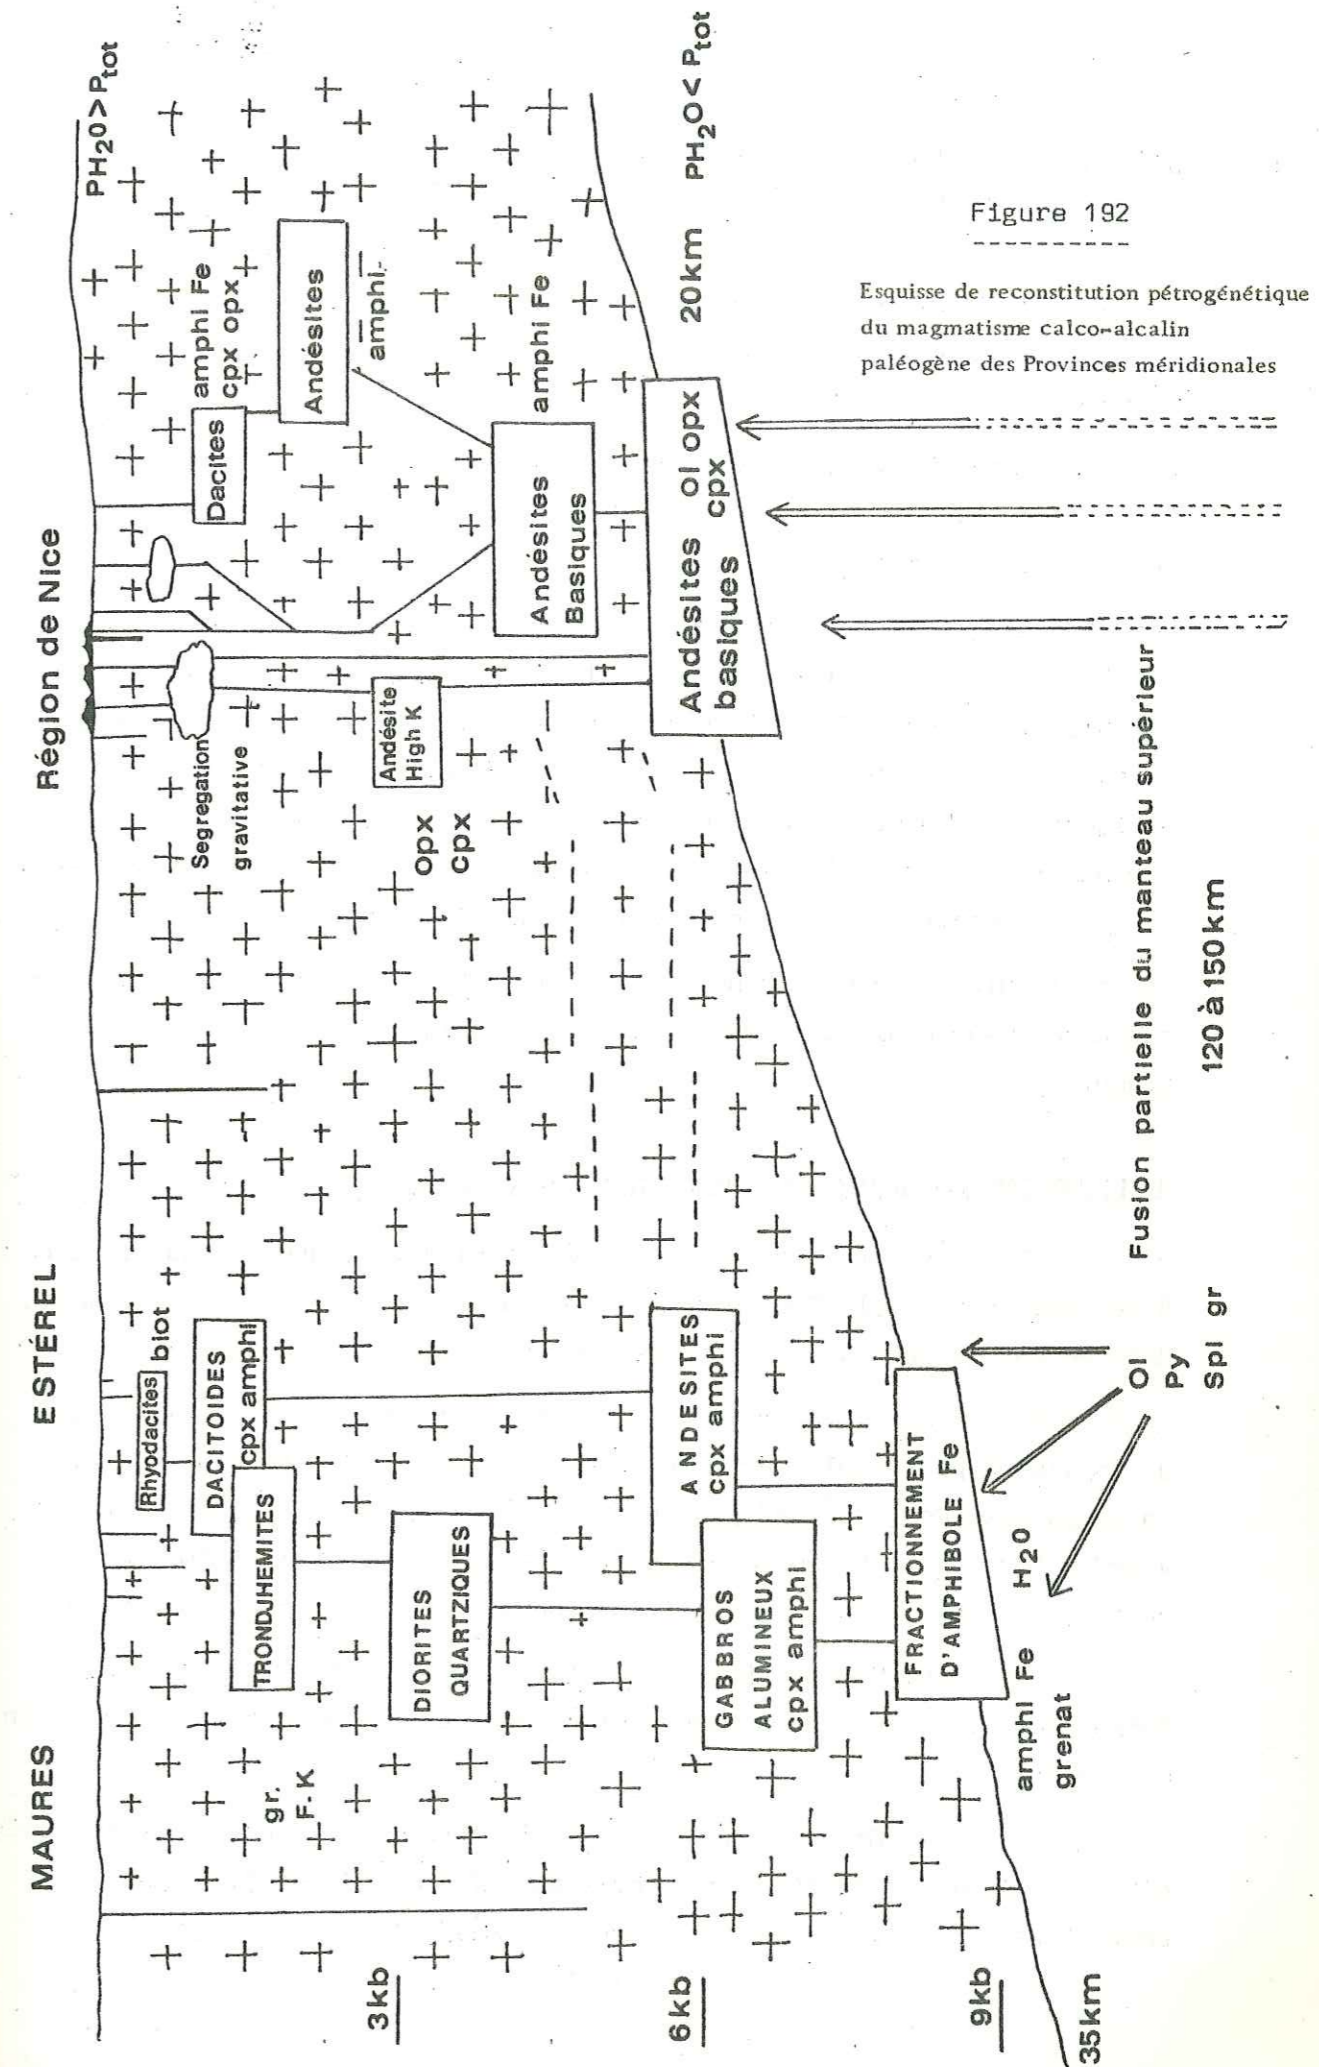 Figure 192
Esquisse de reconstitution pétrogénétique
du magmatisme calco-alcalin
paléogène des Provinces méridionales
MAURES
ESTÉREL
Région de Nice
PH₂O > Ptot
Rhyodacites
biot
DACITOIDES
cpx amphi
TRONDJHEMITES
gr.
F.K
DIORITES
QUARTZIQUES
3kb
Segregation
gravitative
Andésite
High K
opx
cpx
Dacites
amphi Fe
cpx opx
Andésites
amphi.
Andésites
Basiques
amphi Fe
6kb
GABBROS
ALUMINEUX
cpx amphi
ANDESITES
cpx amphi
Andésites ol opx
basiques cpx
20km PH₂O < Ptot
FRACTIONNEMENT
D'AMPHIBOLE Fe
9kb
35km
amphi Fe H₂O
grenat
Ol
Py
Spl gr
Fusion partielle du manteau supérieur
120 à 150km